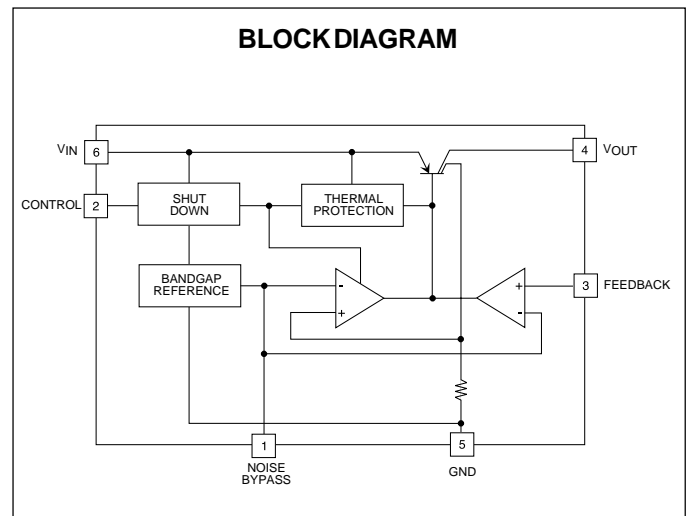 BLOCK DIAGRAM
VIN
6
4
VOUT
CONTROL
2
SHUT
DOWN
THERMAL
PROTECTION
BANDGAP
REFERENCE
-
+
+
-
3
FEEDBACK
1
5
NOISE
BYPASS
GND